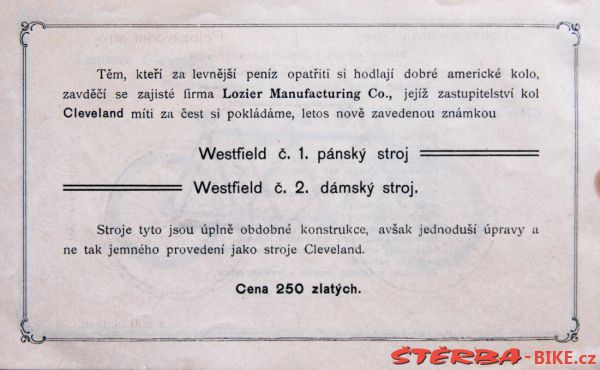 Těm, kteří za levnější peníz opatřiti si hodlají dobré americké kolo,
zavděčí se zajisté firma Lozier Manufacturing Co., jejíž zastupitelství kol
Cleveland míti za čest si pokládáme, letos nově zavedenou známkou
Westfield č. 1. pánský stroj
Westfield č. 2. dámský stroj.
Stroje tyto jsou úplně obdobné konstrukce, avšak jednoduší úpravy a
ne tak jemného provedení jako stroje Cleveland.
Cena 250 zlatých.
ŠTĚRBA-BIKE.cz